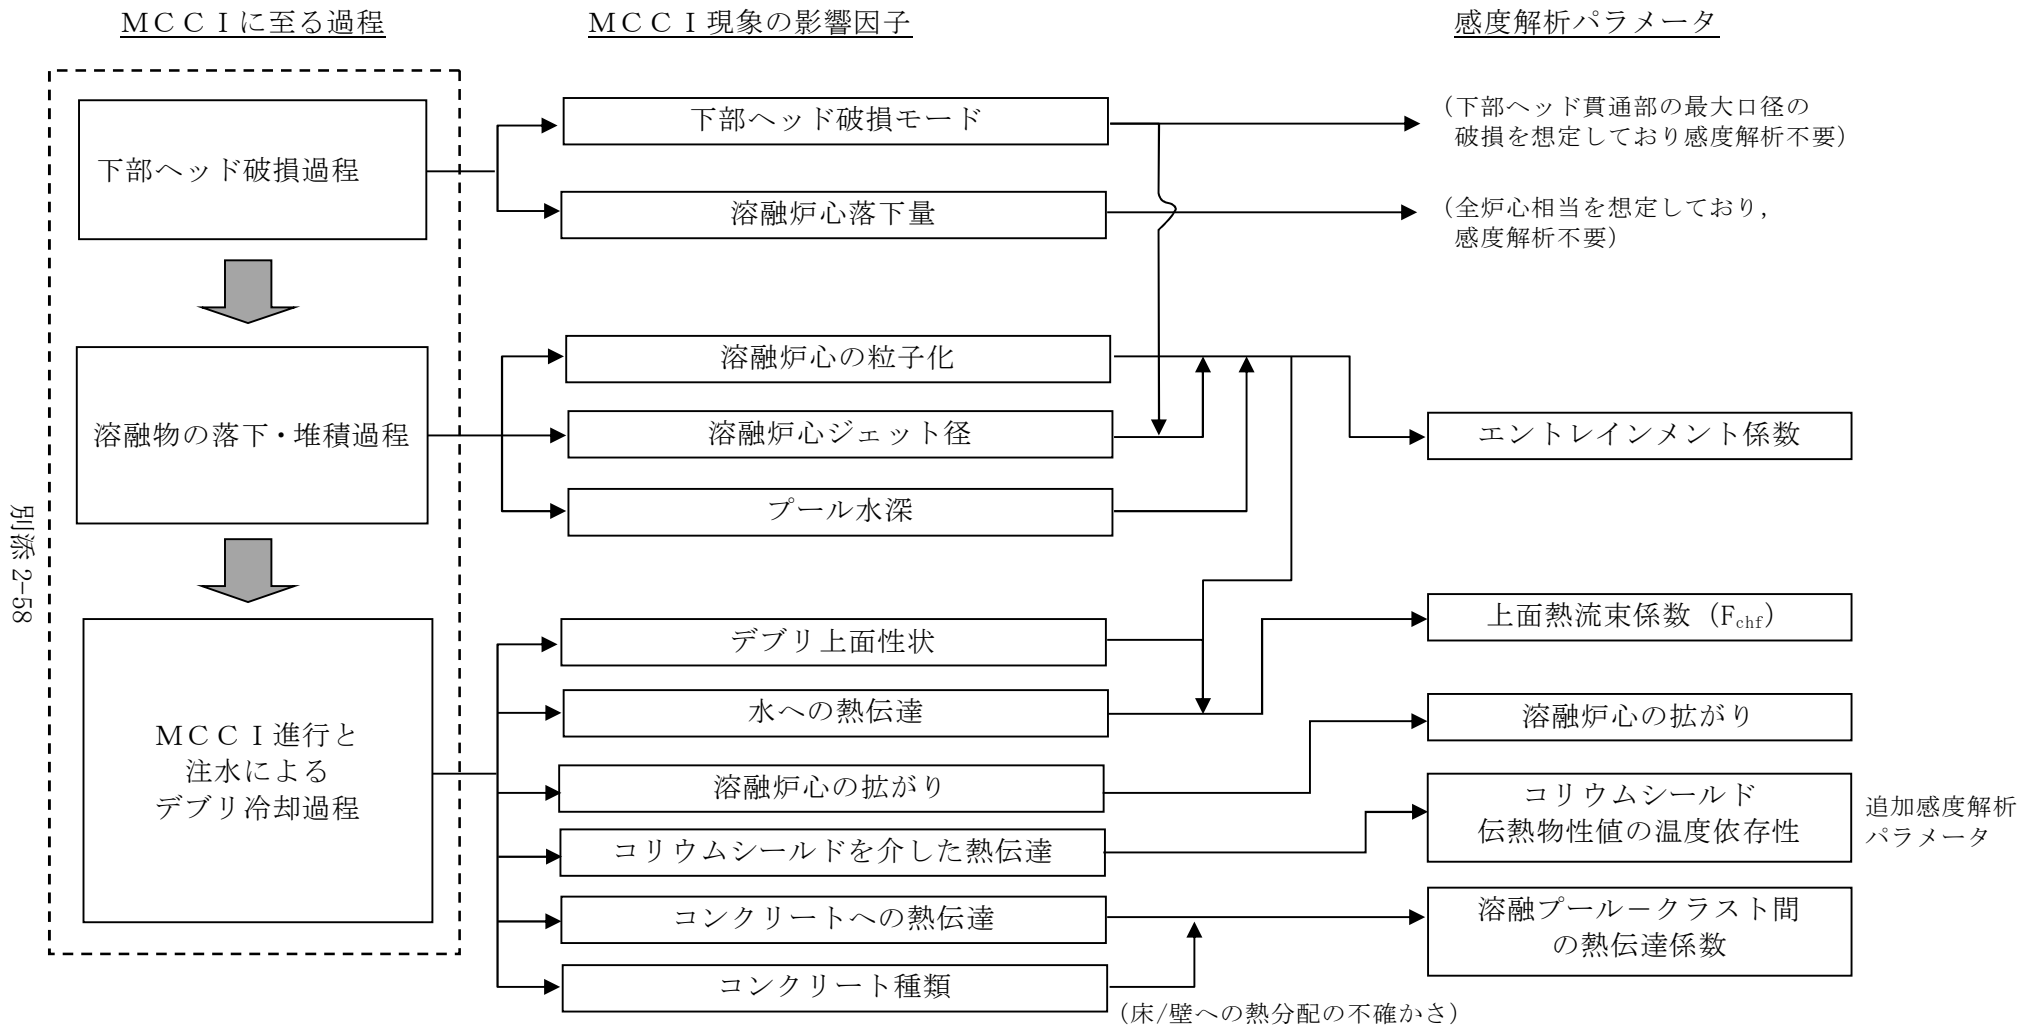 MCCIに至る過程
MCCI現象の影響因子
感度解析パラメータ
下部ヘッド破損過程
下部ヘッド破損モード
（下部ヘッド貫通部の最大口径の
破損を想定しており感度解析不要）
溶融炉心落下量
（全炉心相当を想定しており，
感度解析不要）
溶融物の落下・堆積過程
溶融炉心の粒子化
溶融炉心ジェット径
プール水深
エントレインメント係数
MCCI進行と
注水による
デブリ冷却過程
デブリ上面性状
水への熱伝達
溶融炉心の拡がり
コリウムシールドを介した熱伝達
コンクリートへの熱伝達
コンクリート種類
（床/壁への熱分配の不確かさ）
上面熱流束係数（Fchf）
溶融炉心の拡がり
コリウムシールド
伝熱物性値の温度依存性
追加感度解析
パラメータ
溶融プール－クラスト間
の熱伝達係数
別添 2-58